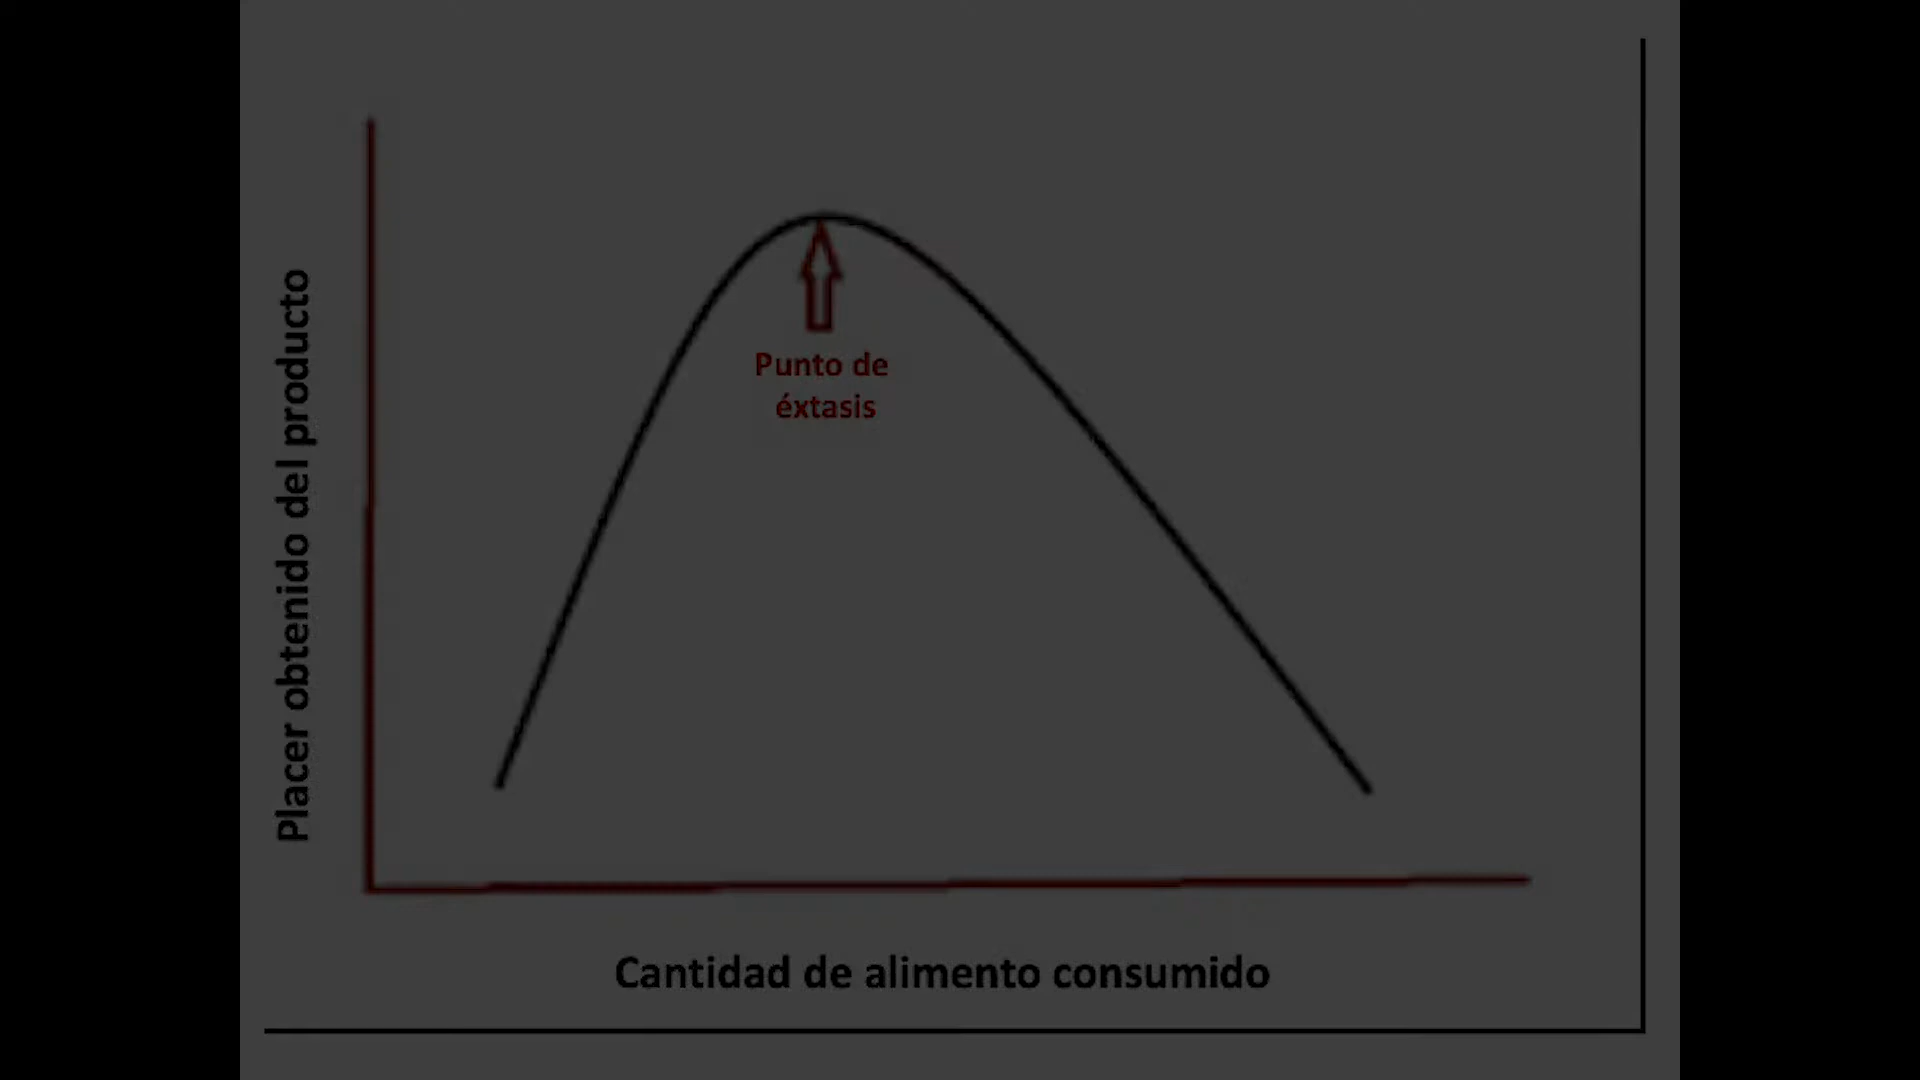 Placer obtenido del producto
Punto de
éxtasis
Cantidad de alimento consumido